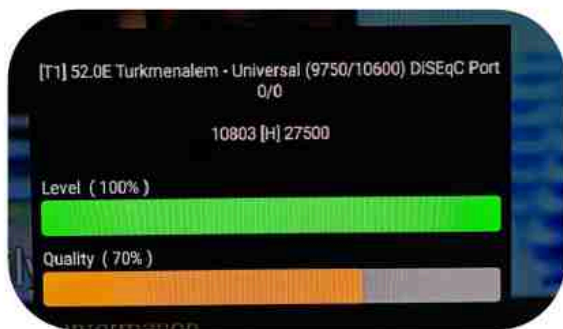 [T1] 52.0E Turkmenalem - Universal (9750/10600) DiSEqC Port
0/0
10803 [H] 27500
Level ( 100% )
Quality ( 70% )